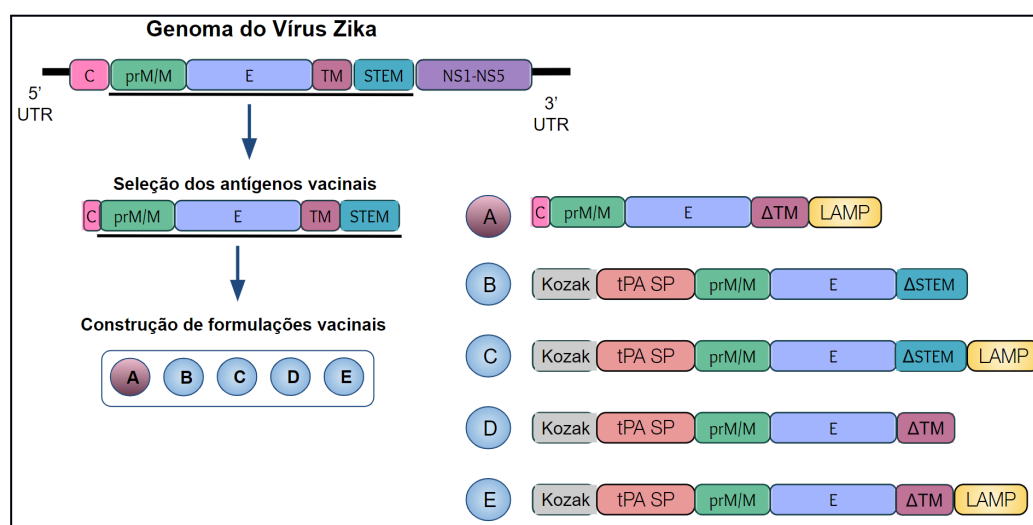 Genoma do Vírus Zika
C prM/M E TM STEM NS1-NS5
5'
UTR
3'
UTR
Seleção dos antígenos vacinais
C prM/M E TM STEM
Construção de formulações vacinais
A B C D E
A C prM/M E ΔTM LAMP
B Kozak tPA SP prM/M E ΔSTEM
C Kozak tPA SP prM/M E ΔSTEM LAMP
D Kozak tPA SP prM/M E ΔTM
E Kozak tPA SP prM/M E ΔTM LAMP